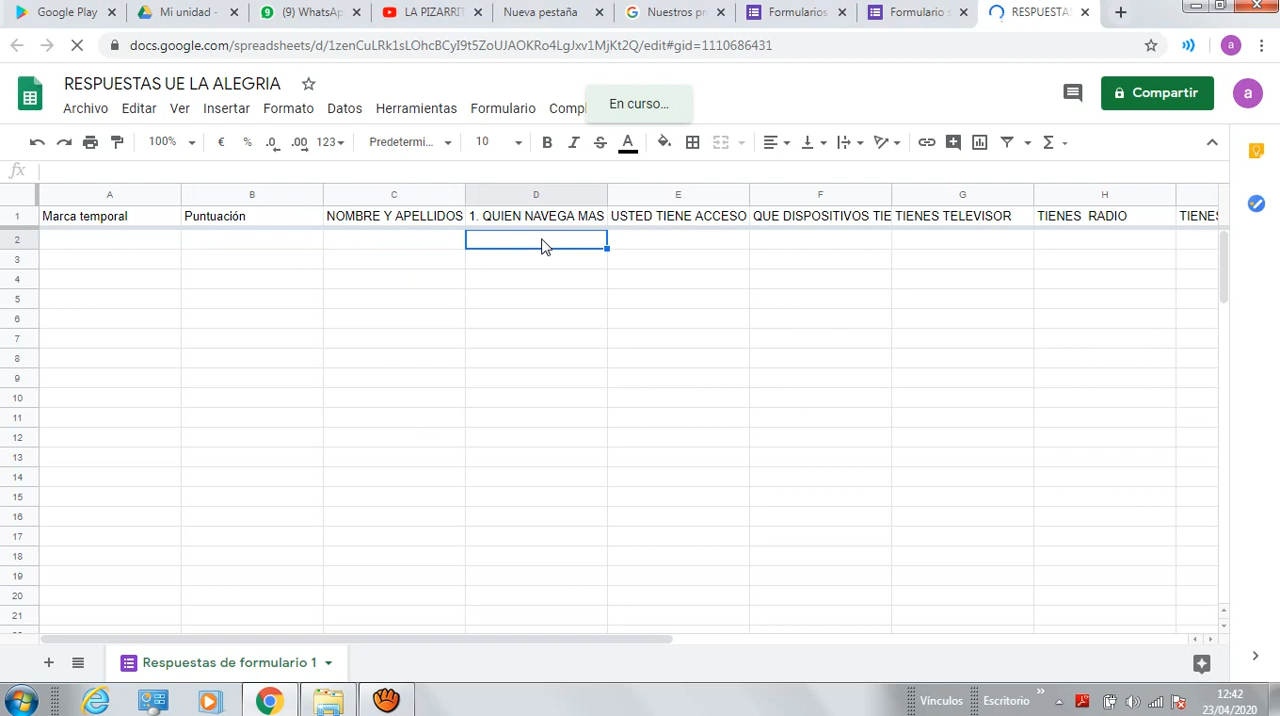 Google Play
Mi unidad -
(9) WhatsAp
LA PIZARRIT
Nueva pestaña
Nuestros pr
Formularios
Formulario s
RESPUESTAS
docs.google.com/spreadsheets/d/1zenCuLRk1sLOhcBCyI9t5ZoUJAOKRo4LgJxv1MjKt2Q/edit#gid=1110686431
a
RESPUESTAS UE LA ALEGRIA
Compartir
a
Archivo Editar Ver Insertar Formato Datos Herramientas Formulario Compl
En curso...
100% € % .0 .00 123 Predetermi... 10 B I S A Σ
fx
A B C D E F G H
1 Marca temporal Puntuación NOMBRE Y APELLIDOS 1. QUIEN NAVEGA MAS USTED TIENE ACCESO QUE DISPOSITIVOS TIE TIENES TELEVISOR TIENES RADIO TIENES
2
3
4
5
6
7
8
9
10
11
12
13
14
15
16
17
18
19
20
21
Respuestas de formulario 1
Vínculos
Escritorio
12:42
23/04/2020